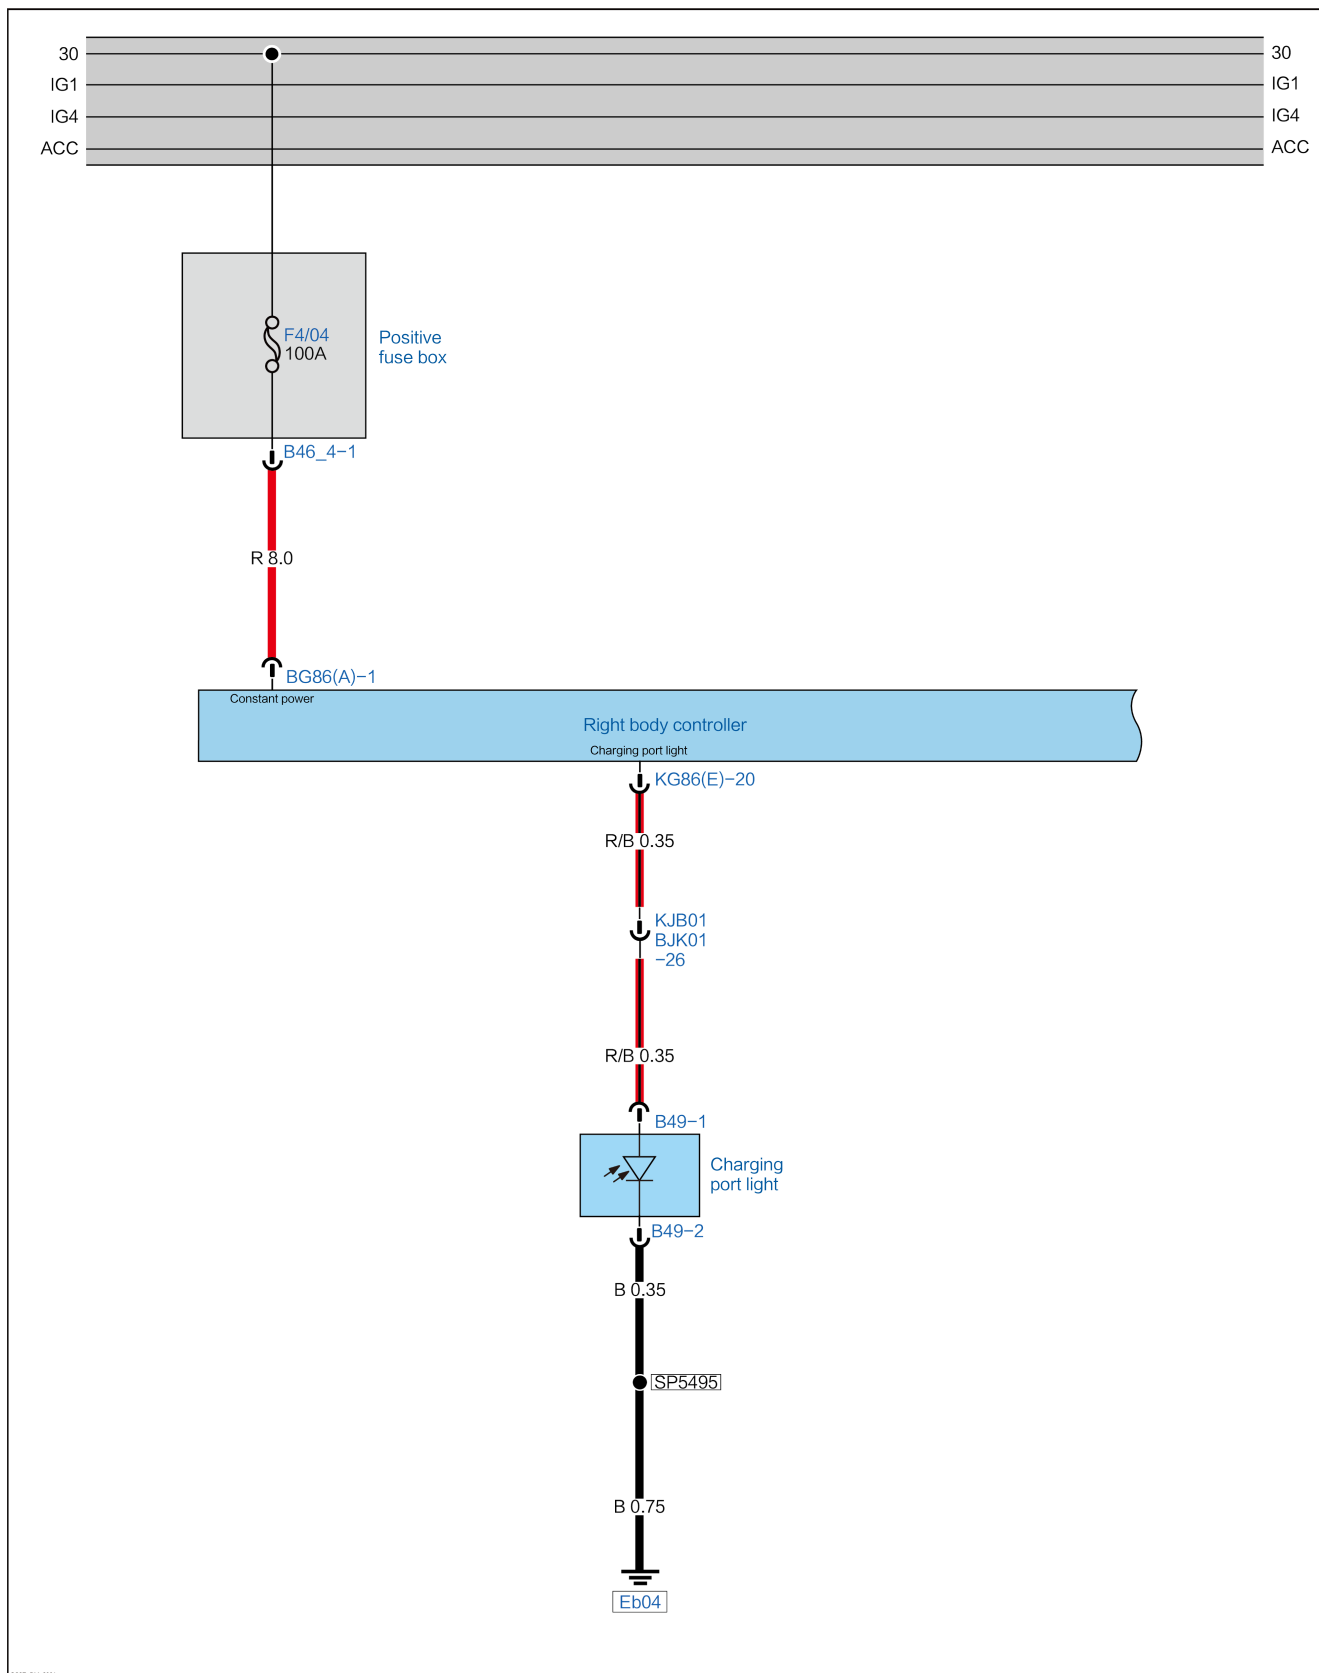 30
30
IG1
IG1
IG4
IG4
ACC
ACC
F4/04
100A
Positive
fuse box
B46_4-1
R 8.0
BG86(A)-1
Constant power
Right body controller
Charging port light
KG86(E)-20
R/B 0.35
KJB01
BJK01
-26
R/B 0.35
B49-1
Charging
port light
B49-2
B 0.35
SP5495
B 0.75
Eb04